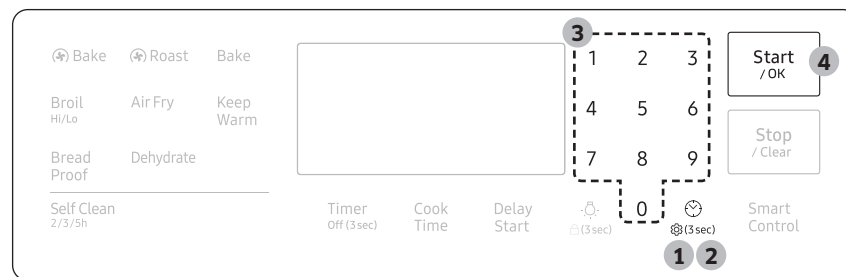 3
Bake Roast Bake
1 2 3
Start
/ OK
4
Broil
Hi/Lo
Air Fry
Keep
Warm
4 5 6
Bread
Proof
Dehydrate
7 8 9
Stop
/ Clear
Self Clean
2/3/5h
Timer
Off (3 sec)
Cook
Time
Delay
Start
(3 sec)
0
(3 sec)
Smart
Control
1 2